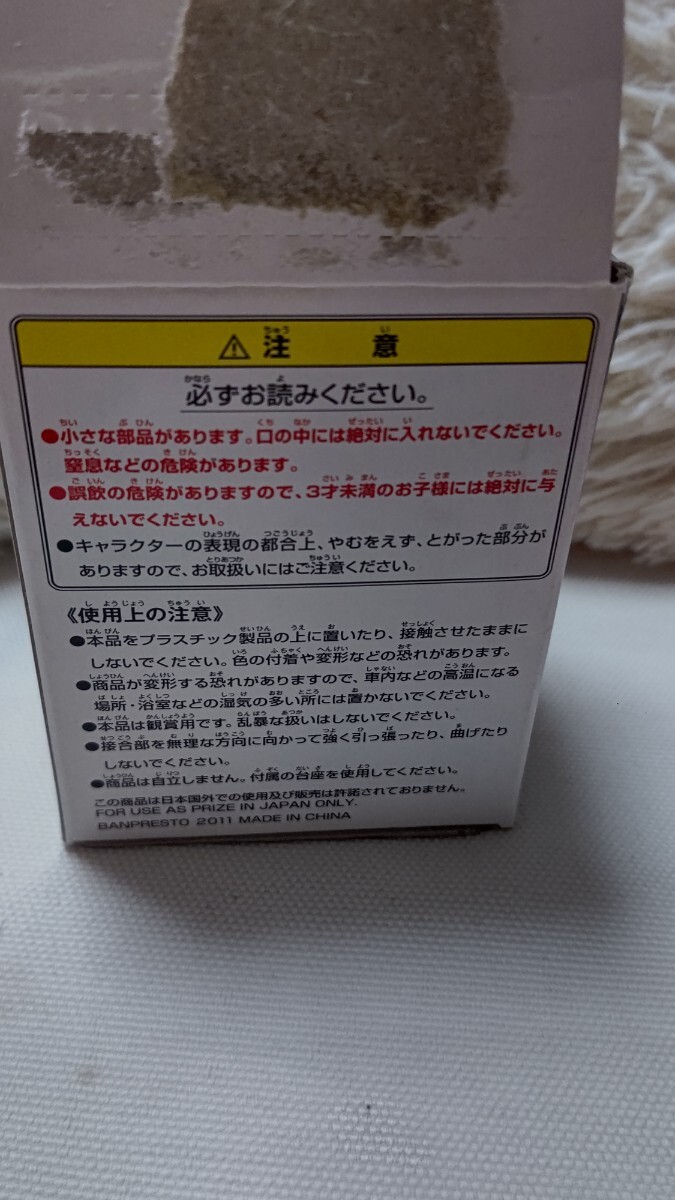 ⚠ 注 意
必ずお読みください。
●小さな部品があります。口の中には絶対に入れないでください。
窒息などの危険があります。
●誤飲の危険がありますので、3才未満のお子様には絶対に与
えないでください。
●キャラクターの表現の都合上、やむをえず、とがった部分が
ありますので、お取扱いにはご注意ください。
《使用上の注意》
●本品をプラスチック製品の上に置いたり、接触させたままに
しないでください。色の付着や変形などの恐れがあります。
●商品が変形する恐れがありますので、車内などの高温になる
場所・浴室などの湿気の多い所には置かないでください。
●本品は観賞用です。乱暴な扱いはしないでください。
●接合部を無理な方向に向かって強く引っ張ったり、曲げたり
しないでください。
●商品は自立しません。付属の台座を使用してください。
この商品は日本国外での使用及び販売は許諾されておりません。
FOR USE AS PRIZE IN JAPAN ONLY.
BANPRESTO 2011 MADE IN CHINA